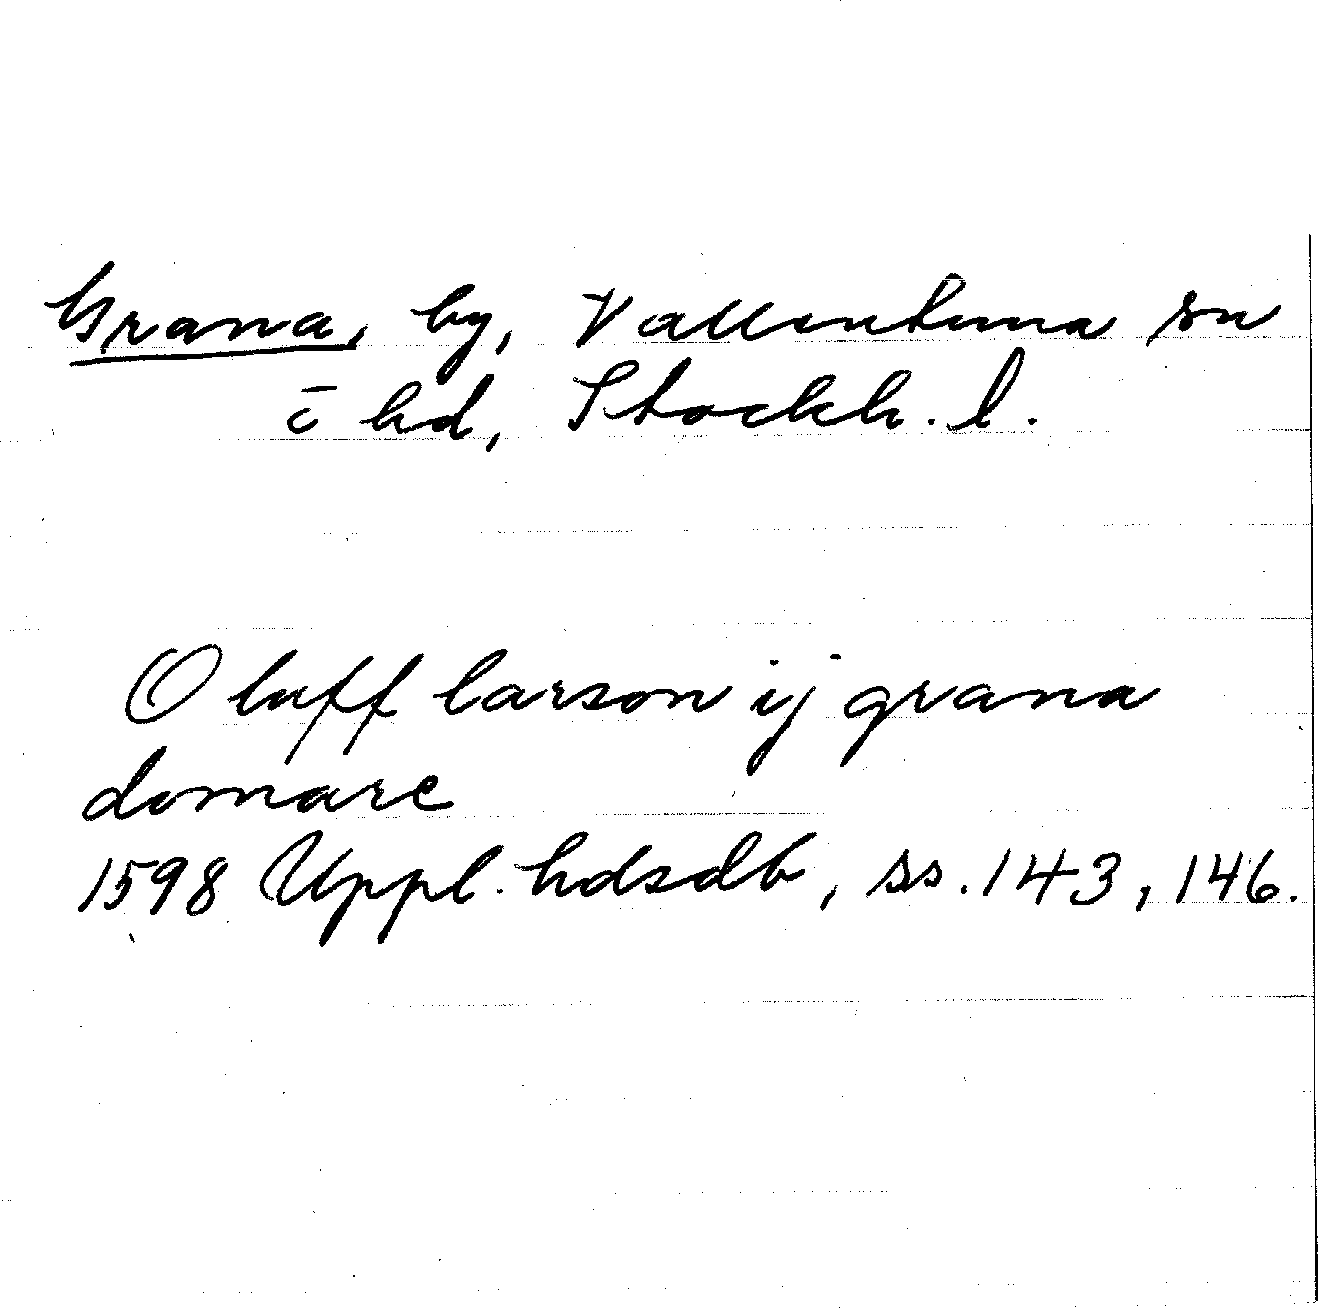 Grana, by, Vallentuna sn
o hd, Stockh. l.
Oluff larson ij grana
domare
1598 Uppl. hdsdb, ss. 143, 146.